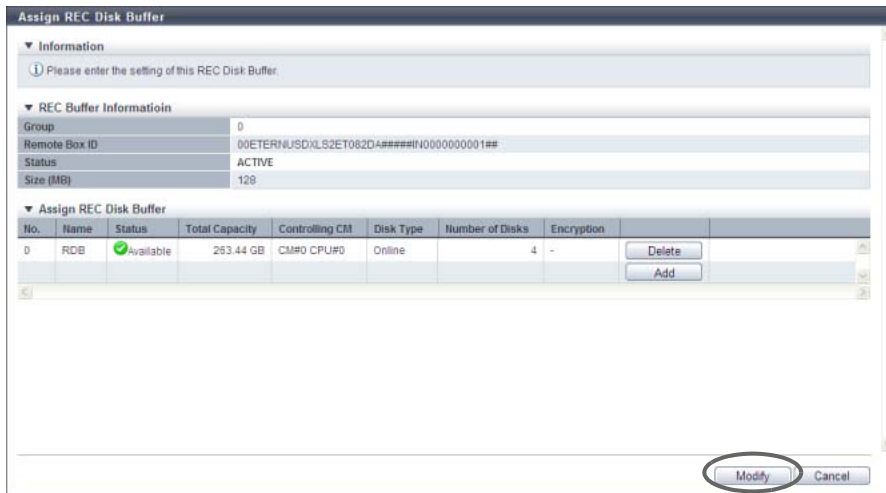 Assign REC Disk Buffer
Information
Please enter the setting of this REC Disk Buffer.
REC Buffer Informatioin
Group 0
Remote Box ID 00ETERNUSDXLS2ET082DA#####IN0000000001##
Status ACTIVE
Size (MB) 128
Assign REC Disk Buffer
No. Name Status Total Capacity Controlling CM Disk Type Number of Disks Encryption
0 RDB Available 253.44 GB CM#0 CPU#0 Online 4 - Delete
Add
Modify Cancel